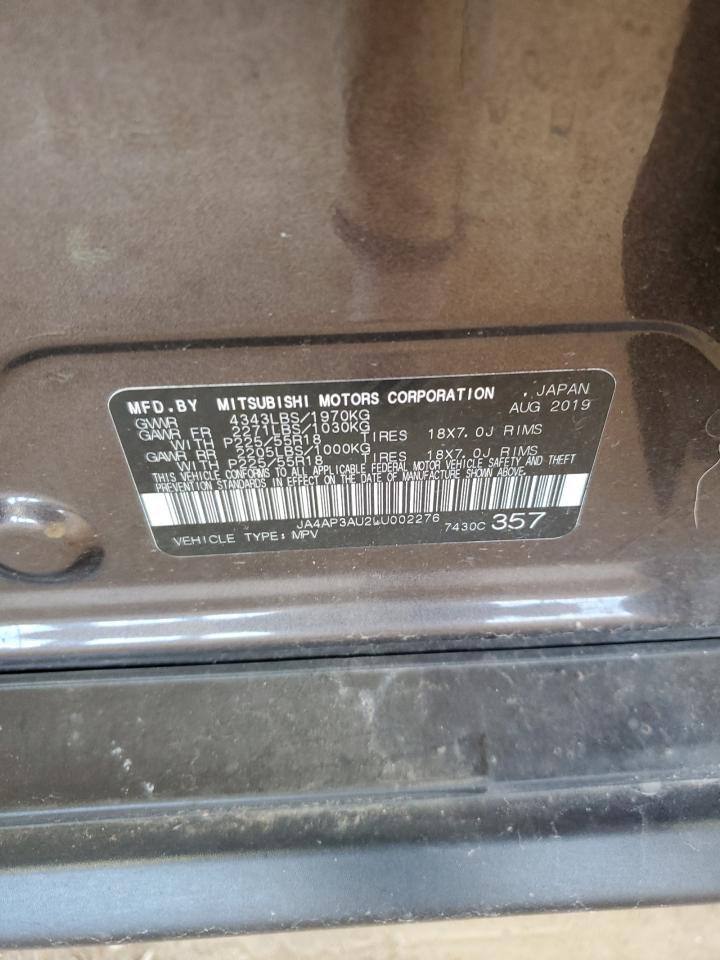 MFD.BY MITSUBISHI MOTORS CORPORATION , JAPAN
GVWR 4343LBS/1970KG AUG 2019
GAWR FR 2271LBS/1030KG
WITH P225/55R18 TIRES 18X7.0J RIMS
GAWR RR 2205LBS/1000KG
WITH P225/55R18 TIRES 18X7.0J RIMS
THIS VEHICLE CONFORMS TO ALL APPLICABLE FEDERAL MOTOR VEHICLE SAFETY AND THEFT
PREVENTION STANDARDS IN EFFECT ON THE DATE OF MANUFACTURE SHOWN ABOVE.
JA4AP3AU2LU002276 7430C 357
VEHICLE TYPE: MPV